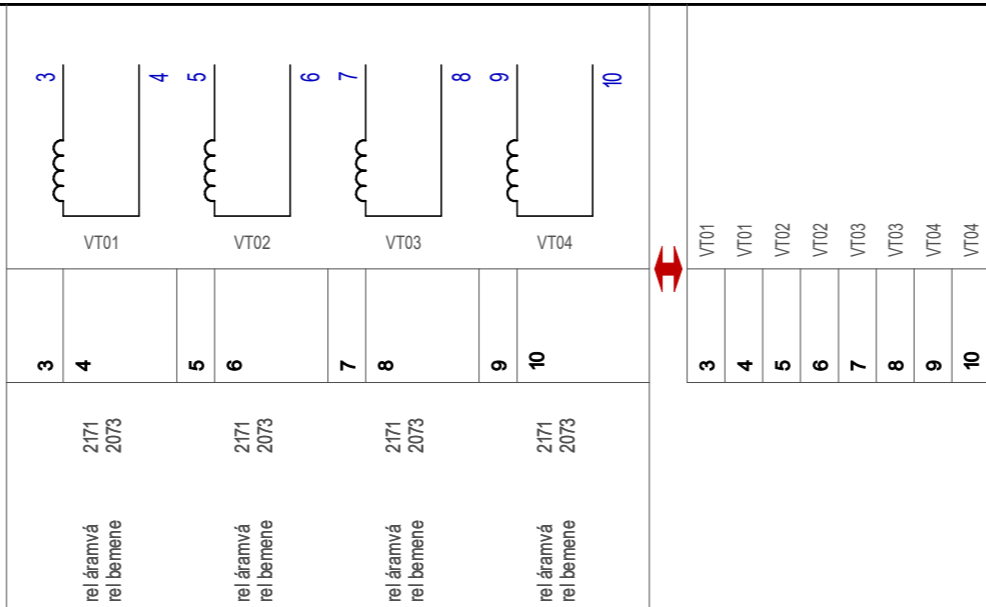 3 4 5 6 7 8 9 10
VT01 VT02 VT03 VT04
VT01 VT01 VT02 VT02 VT03 VT03 VT04 VT04
3 4 5 6 7 8 9 10
3 4 5 6 7 8 9 10
2171 2171 2171 2171
2073 2073 2073 2073
rel áramvá rel áramvá rel áramvá rel áramvá
rel bemene rel bemene rel bemene rel bemene